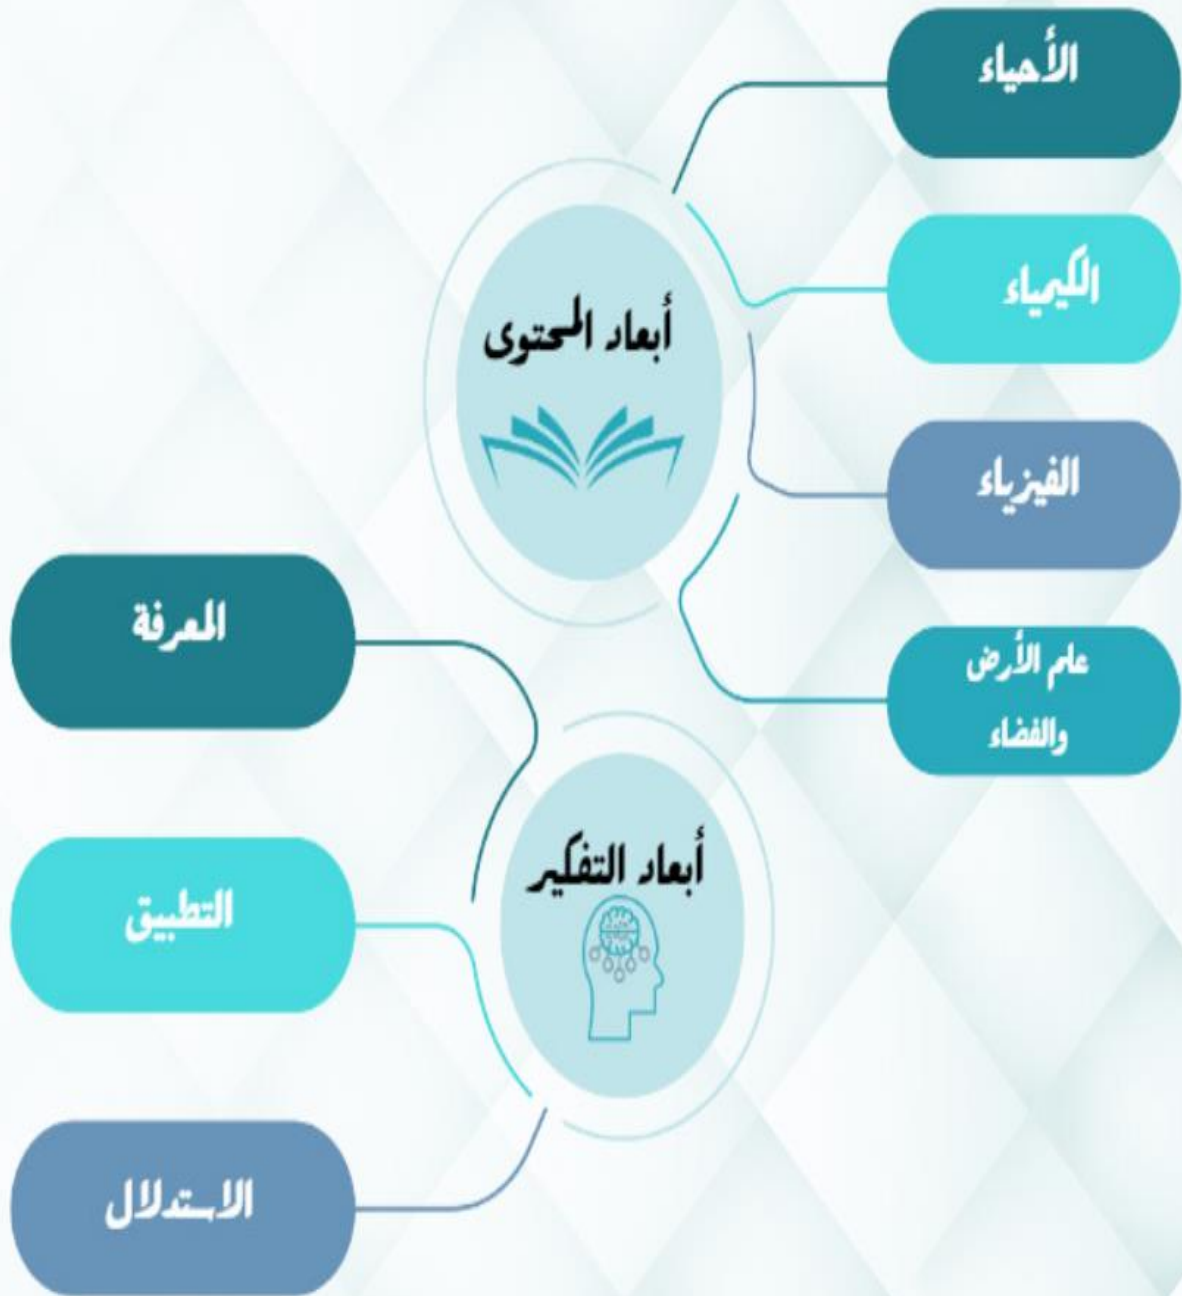 أبعاد المحتوى
الأحياء
الكيمياء
الفيزياء
علم الأرض
والفضاء
أبعاد التفكير
المعرفة
التطبيق
الاستدلال